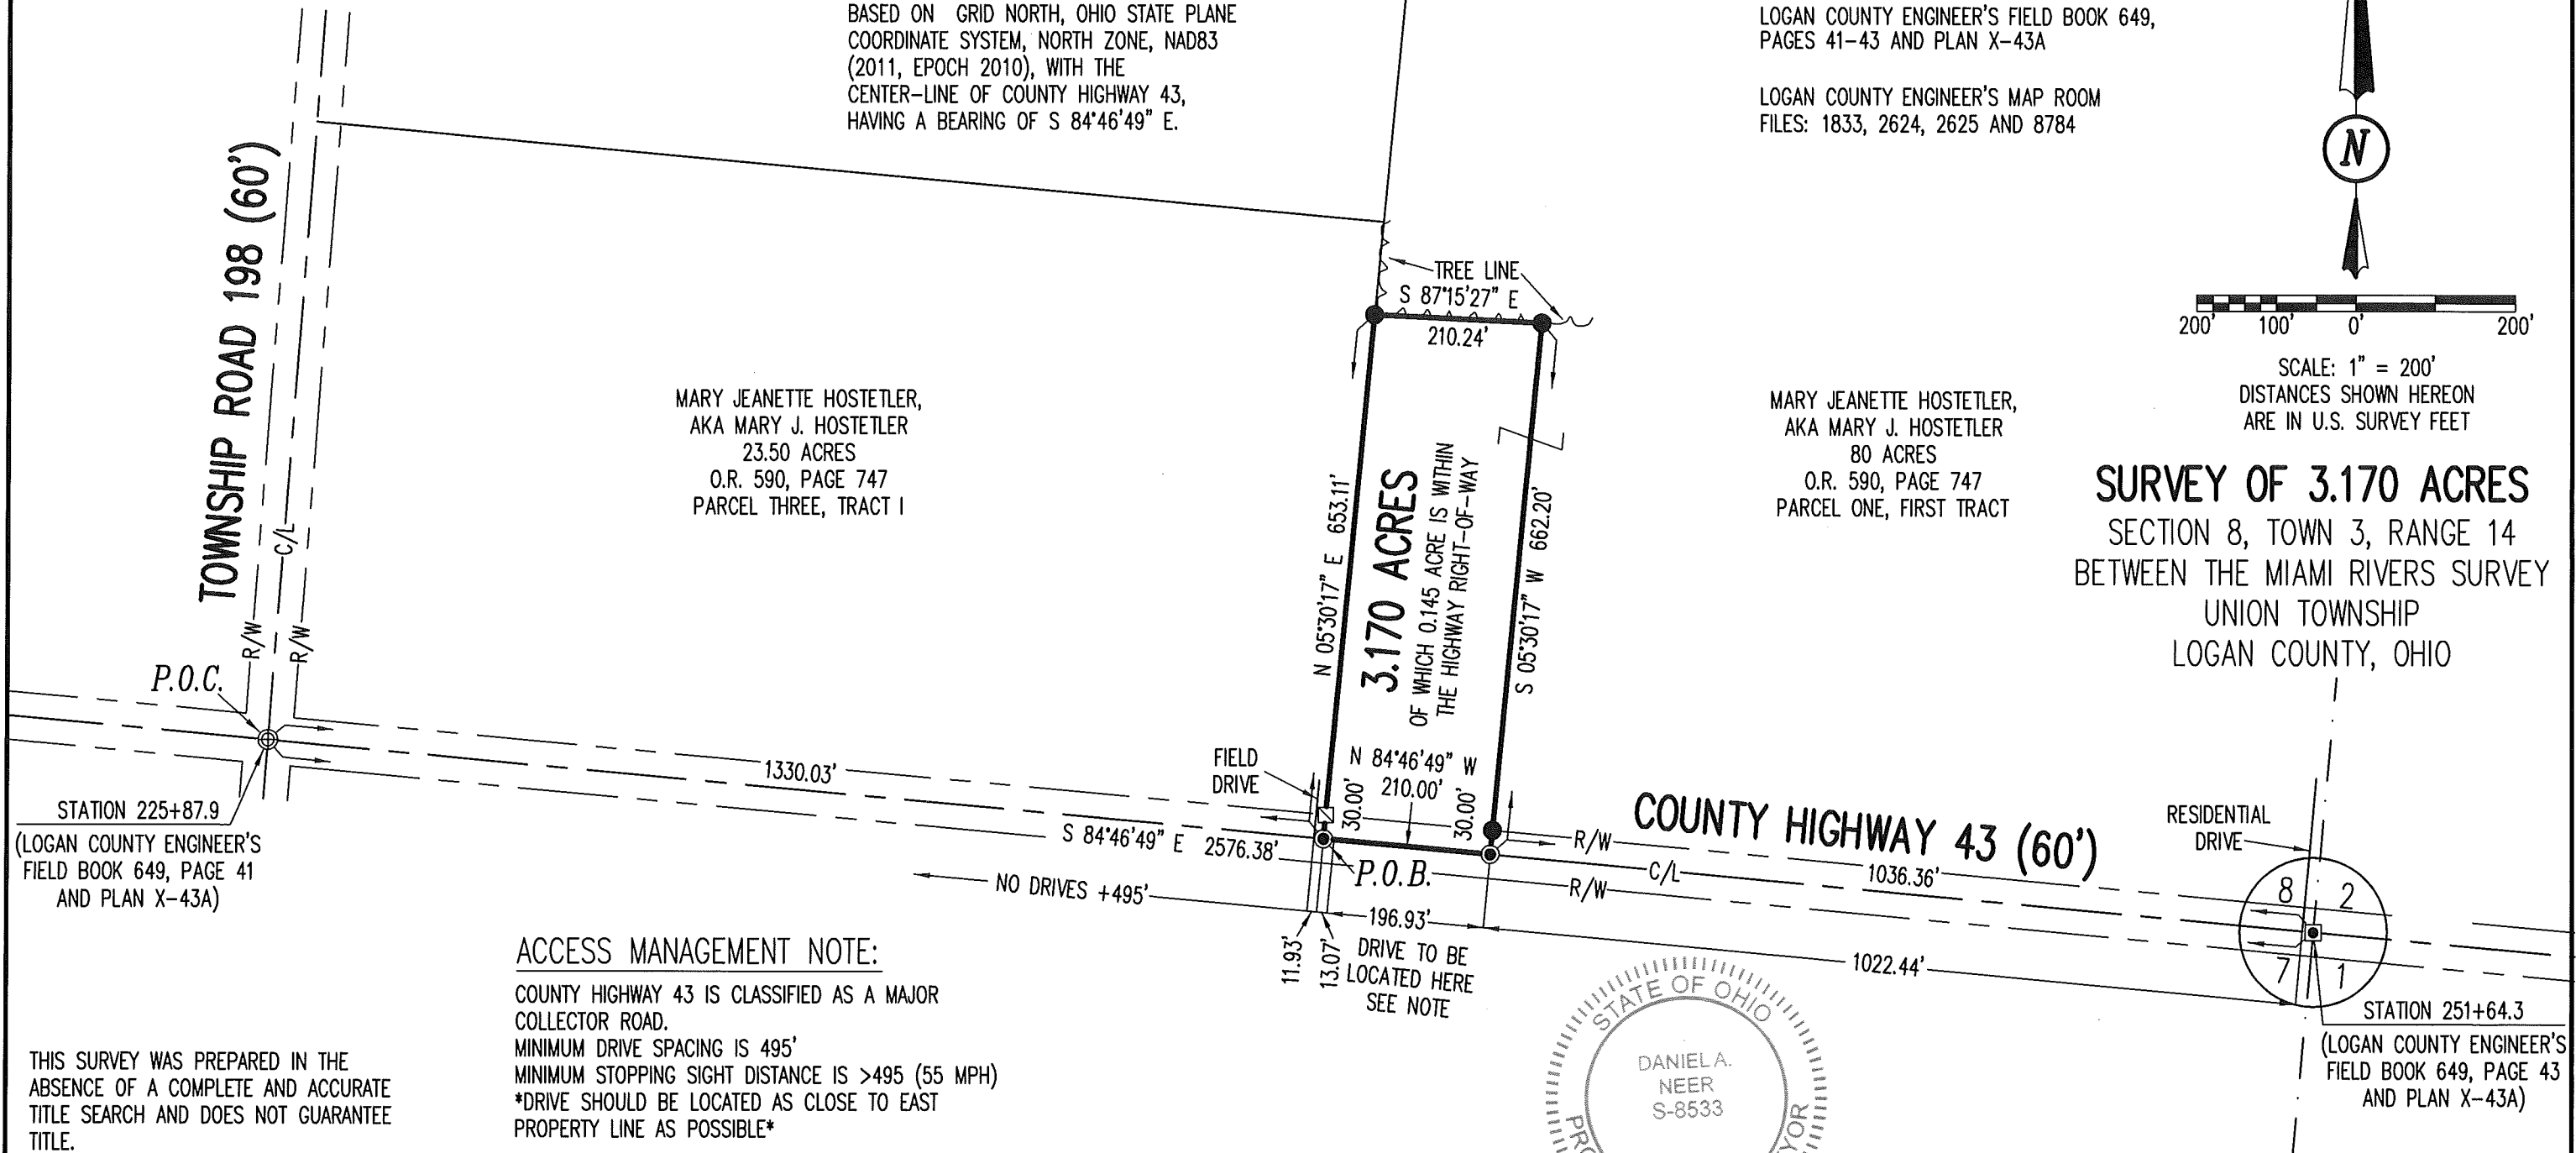 BASED ON GRID NORTH, OHIO STATE PLANE
COORDINATE SYSTEM, NORTH ZONE, NAD83
(2011, EPOCH 2010), WITH THE
CENTER-LINE OF COUNTY HIGHWAY 43,
HAVING A BEARING OF S 84°46'49" E.
LOGAN COUNTY ENGINEER'S FIELD BOOK 649,
PAGES 41-43 AND PLAN X-43A
LOGAN COUNTY ENGINEER'S MAP ROOM
FILES: 1833, 2624, 2625 AND 8784
N
200' 100' 0' 200'
SCALE: 1" = 200'
DISTANCES SHOWN HEREON
ARE IN U.S. SURVEY FEET
SURVEY OF 3.170 ACRES
SECTION 8, TOWN 3, RANGE 14
BETWEEN THE MIAMI RIVERS SURVEY
UNION TOWNSHIP
LOGAN COUNTY, OHIO
TOWNSHIP ROAD 198 (60')
C/L
R/W
R/W
P.O.C.
STATION 225+87.9
(LOGAN COUNTY ENGINEER'S
FIELD BOOK 649, PAGE 41
AND PLAN X-43A)
MARY JEANETTE HOSTETLER,
AKA MARY J. HOSTETLER
23.50 ACRES
O.R. 590, PAGE 747
PARCEL THREE, TRACT I
TREE LINE
S 87°15'27" E
210.24'
N 05°30'17" E 653.11'
3.170 ACRES
OF WHICH 0.145 ACRE IS WITHIN
THE HIGHWAY RIGHT-OF-WAY
S 05°30'17" W 662.20'
MARY JEANETTE HOSTETLER,
AKA MARY J. HOSTETLER
80 ACRES
O.R. 590, PAGE 747
PARCEL ONE, FIRST TRACT
FIELD
DRIVE
N 84°46'49" W
210.00'
30.00'
30.00'
1330.03'
S 84°46'49" E 2576.38'
NO DRIVES +495'
P.O.B.
R/W
C/L
R/W
COUNTY HIGHWAY 43 (60')
1036.36'
RESIDENTIAL
DRIVE
8 2
7 1
196.93'
11.93'
13.07'
DRIVE TO BE
LOCATED HERE
SEE NOTE
1022.44'
STATION 251+64.3
(LOGAN COUNTY ENGINEER'S
FIELD BOOK 649, PAGE 43
AND PLAN X-43A)
ACCESS MANAGEMENT NOTE:
COUNTY HIGHWAY 43 IS CLASSIFIED AS A MAJOR
COLLECTOR ROAD.
MINIMUM DRIVE SPACING IS 495'
MINIMUM STOPPING SIGHT DISTANCE IS >495 (55 MPH)
*DRIVE SHOULD BE LOCATED AS CLOSE TO EAST
PROPERTY LINE AS POSSIBLE*
THIS SURVEY WAS PREPARED IN THE
ABSENCE OF A COMPLETE AND ACCURATE
TITLE SEARCH AND DOES NOT GUARANTEE
TITLE.
STATE OF OHIO
DANIEL A.
NEER
S-8533